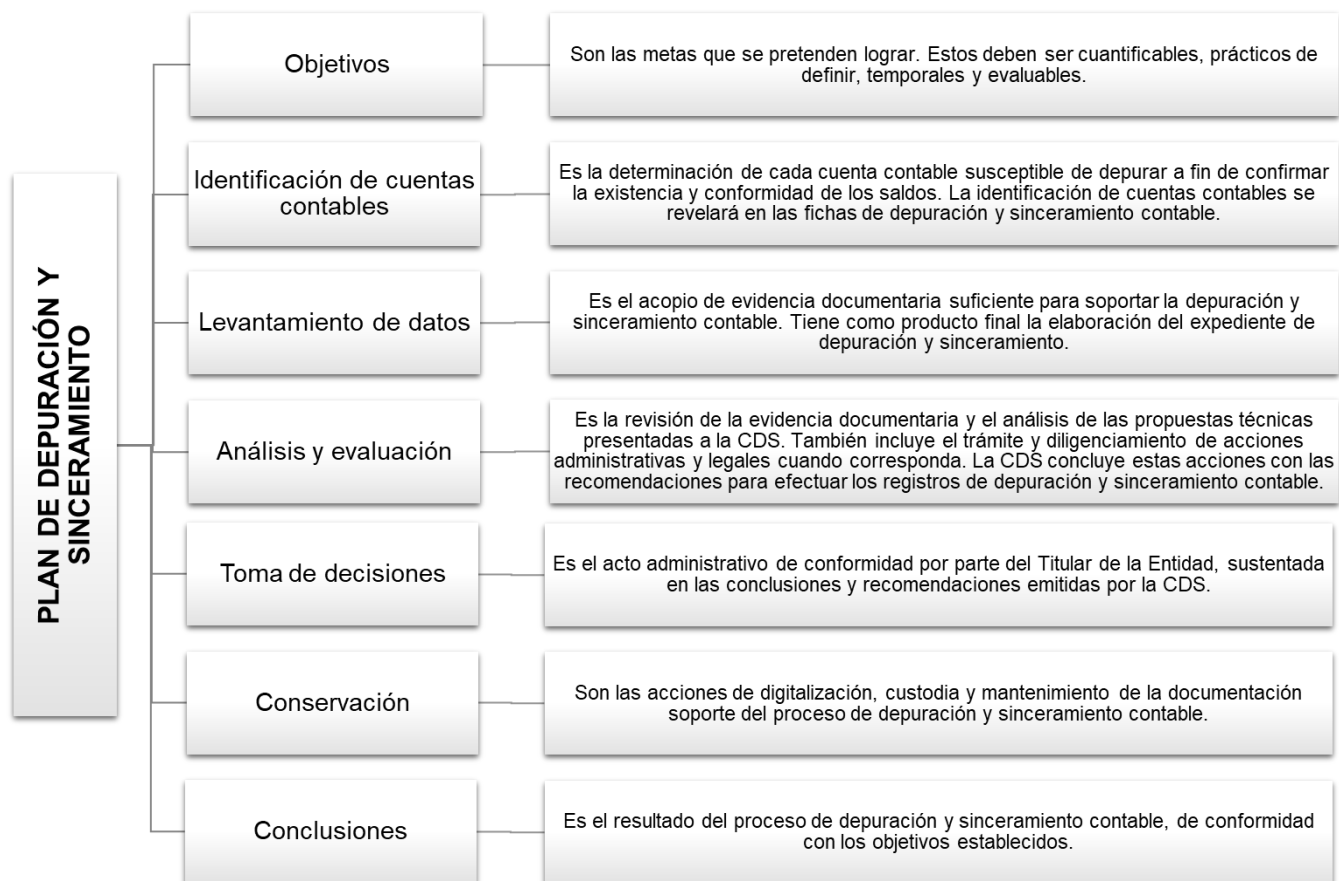 PLAN DE DEPURACIÓN Y
SINCERAMIENTO
Objetivos
Son las metas que se pretenden lograr. Estos deben ser cuantificables, prácticos de
definir, temporales y evaluables.
Identificación de cuentas
contables
Es la determinación de cada cuenta contable susceptible de depurar a fin de confirmar
la existencia y conformidad de los saldos. La identificación de cuentas contables se
revelará en las fichas de depuración y sinceramiento contable.
Levantamiento de datos
Es el acopio de evidencia documentaria suficiente para soportar la depuración y
sinceramiento contable. Tiene como producto final la elaboración del expediente de
depuración y sinceramiento.
Análisis y evaluación
Es la revisión de la evidencia documentaria y el análisis de las propuestas técnicas
presentadas a la CDS. También incluye el trámite y diligenciamiento de acciones
administrativas y legales cuando corresponda. La CDS concluye estas acciones con las
recomendaciones para efectuar los registros de depuración y sinceramiento contable.
Toma de decisiones
Es el acto administrativo de conformidad por parte del Titular de la Entidad, sustentada
en las conclusiones y recomendaciones emitidas por la CDS.
Conservación
Son las acciones de digitalización, custodia y mantenimiento de la documentación
soporte del proceso de depuración y sinceramiento contable.
Conclusiones
Es el resultado del proceso de depuración y sinceramiento contable, de conformidad
con los objetivos establecidos.